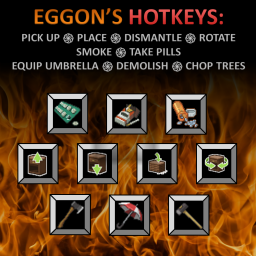 EGGON'S HOTKEYS:
PICK UP ֍ PLACE ֍ DISMANTLE ֍ ROTATE
SMOKE ֍ TAKE PILLS
EQUIP UMBRELLA ֍ DEMOLISH ֍ CHOP TREES